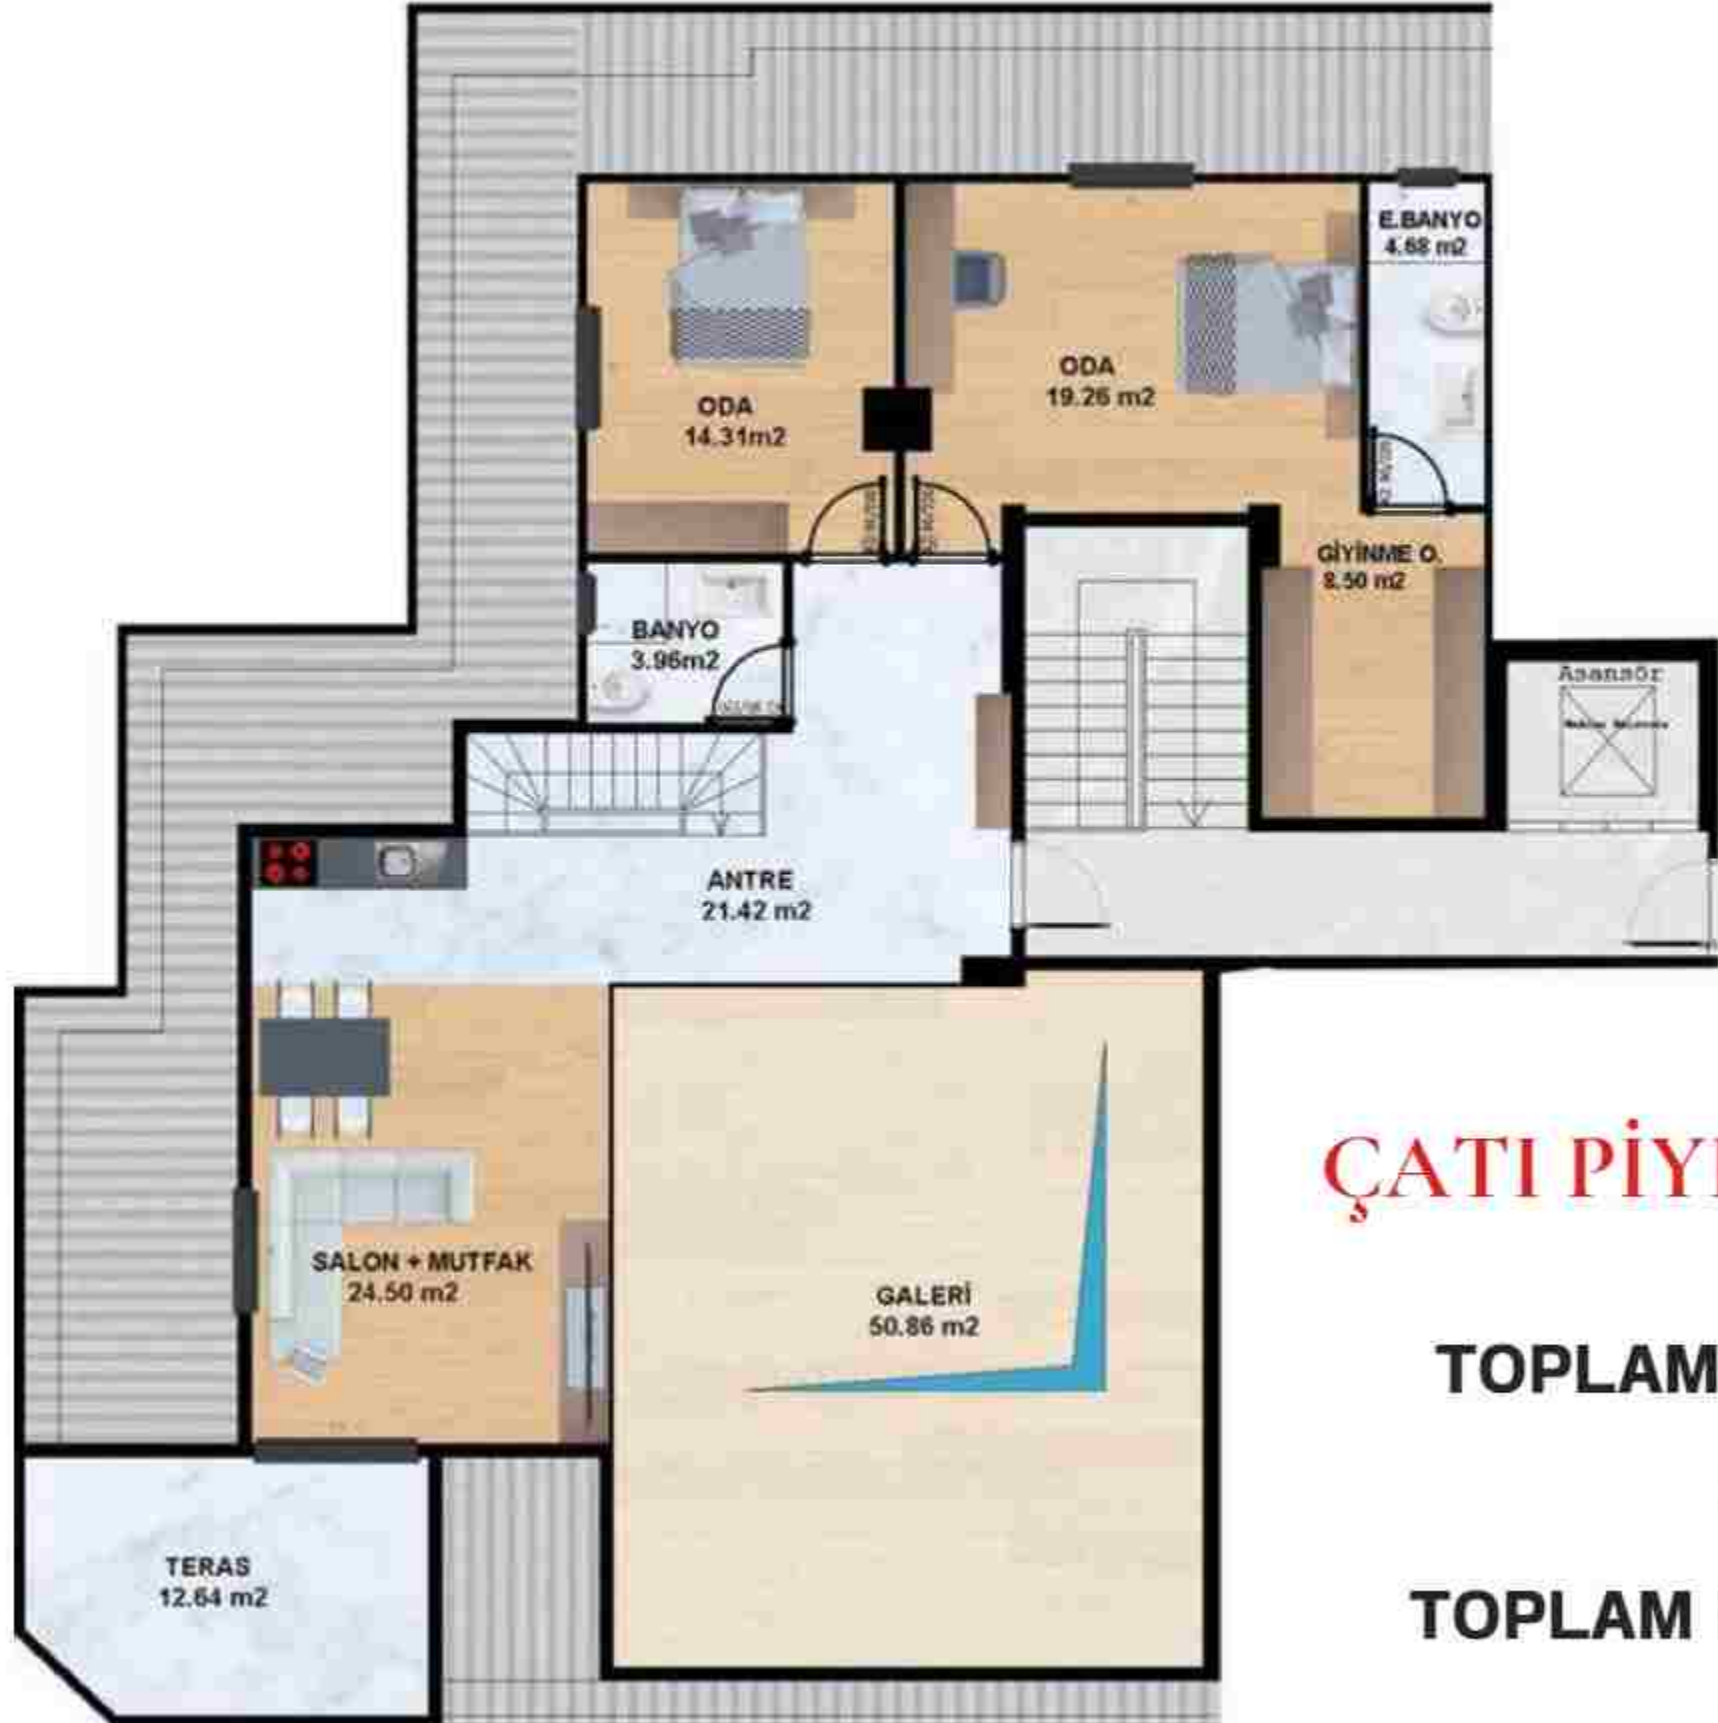 E.BANYO
4.68 m2
ODA
14.31m2
ODA
19.26 m2
GİYİNME O.
8.50 m2
BANYO
3.96m2
Asansör
ANTRE
21.42 m2
SALON + MUTFAK
24.50 m2
GALERİ
50.86 m2
TERAS
12.64 m2
ÇATI PİY
TOPLAM
TOPLAM